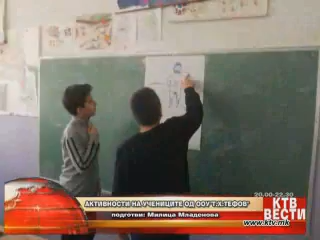 20.00-22.30
АКТИВНОСТИ НА УЧЕНИЦИТЕ ОД ООУ"Т.Х.ТЕФОВ"
подготви: Милица Младенова
КТВ
ВЕСТИ
www.ktv.mk